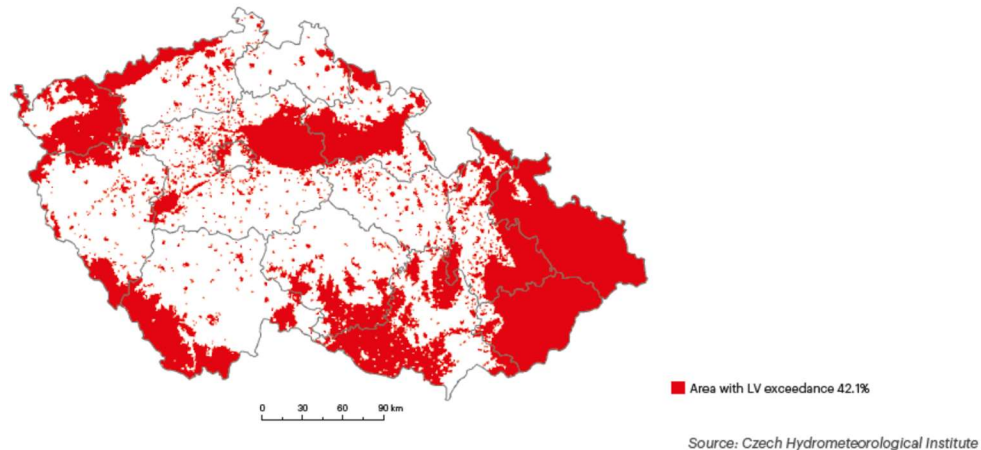 0 30 60 90 km
Area with LV exceedance 42.1%
Source: Czech Hydrometeorological Institute